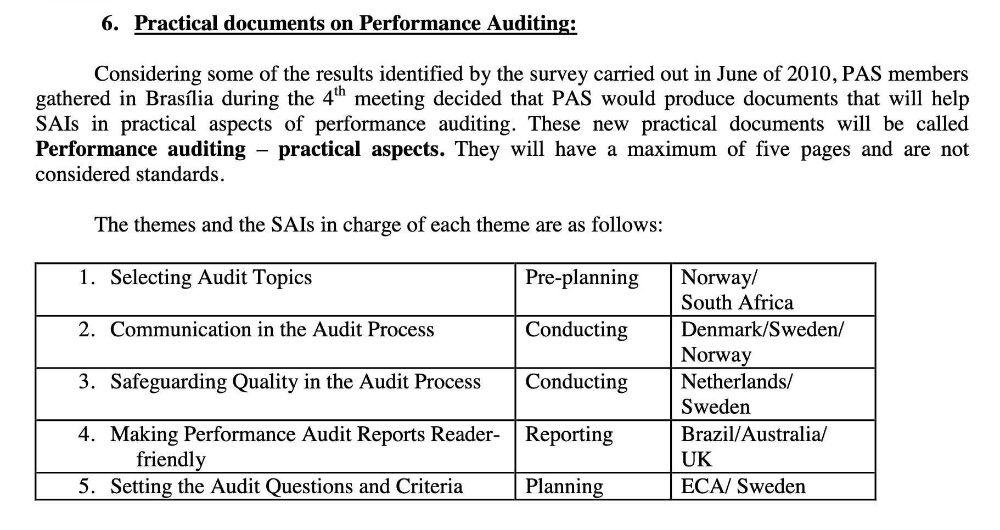 6. Practical documents on Performance Auditing:
Considering some of the results identified by the survey carried out in June of 2010, PAS members
gathered in Brasília during the 4th meeting decided that PAS would produce documents that will help
SAIs in practical aspects of performance auditing. These new practical documents will be called
Performance auditing – practical aspects. They will have a maximum of five pages and are not
considered standards.
The themes and the SAIs in charge of each theme are as follows:
1. Selecting Audit Topics Pre-planning Norway/
South Africa
2. Communication in the Audit Process Conducting Denmark/Sweden/
Norway
3. Safeguarding Quality in the Audit Process Conducting Netherlands/
Sweden
4. Making Performance Audit Reports Reader- Reporting Brazil/Australia/
friendly UK
5. Setting the Audit Questions and Criteria Planning ECA/ Sweden